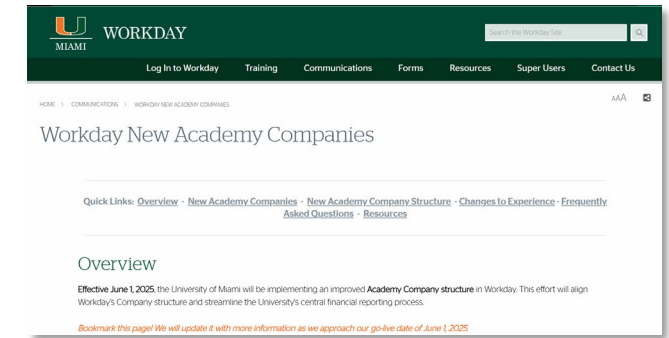 WORKDAY
MIAMI
Search the Workday Site
Log In to Workday Training Communications Forms Resources Super Users Contact Us
HOME COMMUNICATIONS WORKDAY NEW ACADEMY COMPANIES
AAA
Workday New Academy Companies
Quick Links: Overview - New Academy Companies - New Academy Company Structure - Changes to Experience - Frequently
Asked Questions - Resources
Overview
Effective June 1, 2025, the University of Miami will be implementing an improved Academy Company structure in Workday. This effort will align
Workday's Company structure and streamline the University's central financial reporting process.
Bookmark this page! We will update it with more information as we approach our go-live date of June 1, 2025.